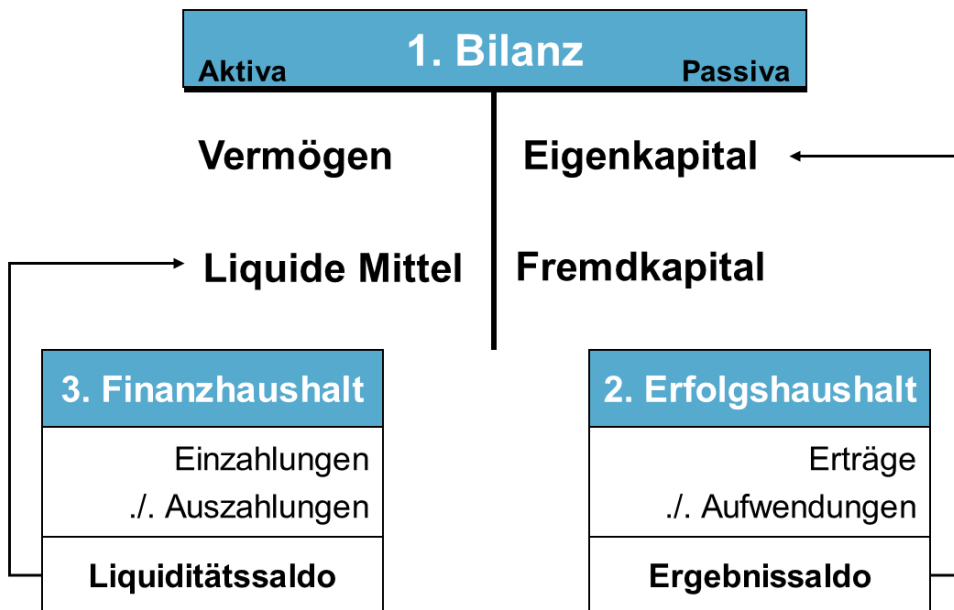 1. Bilanz
Aktiva
Passiva
Vermögen
Eigenkapital
Liquide Mittel
Fremdkapital
3. Finanzhaushalt
Einzahlungen
./. Auszahlungen
Liquiditätssaldo
2. Erfolgshaushalt
Erträge
./. Aufwendungen
Ergebnissaldo